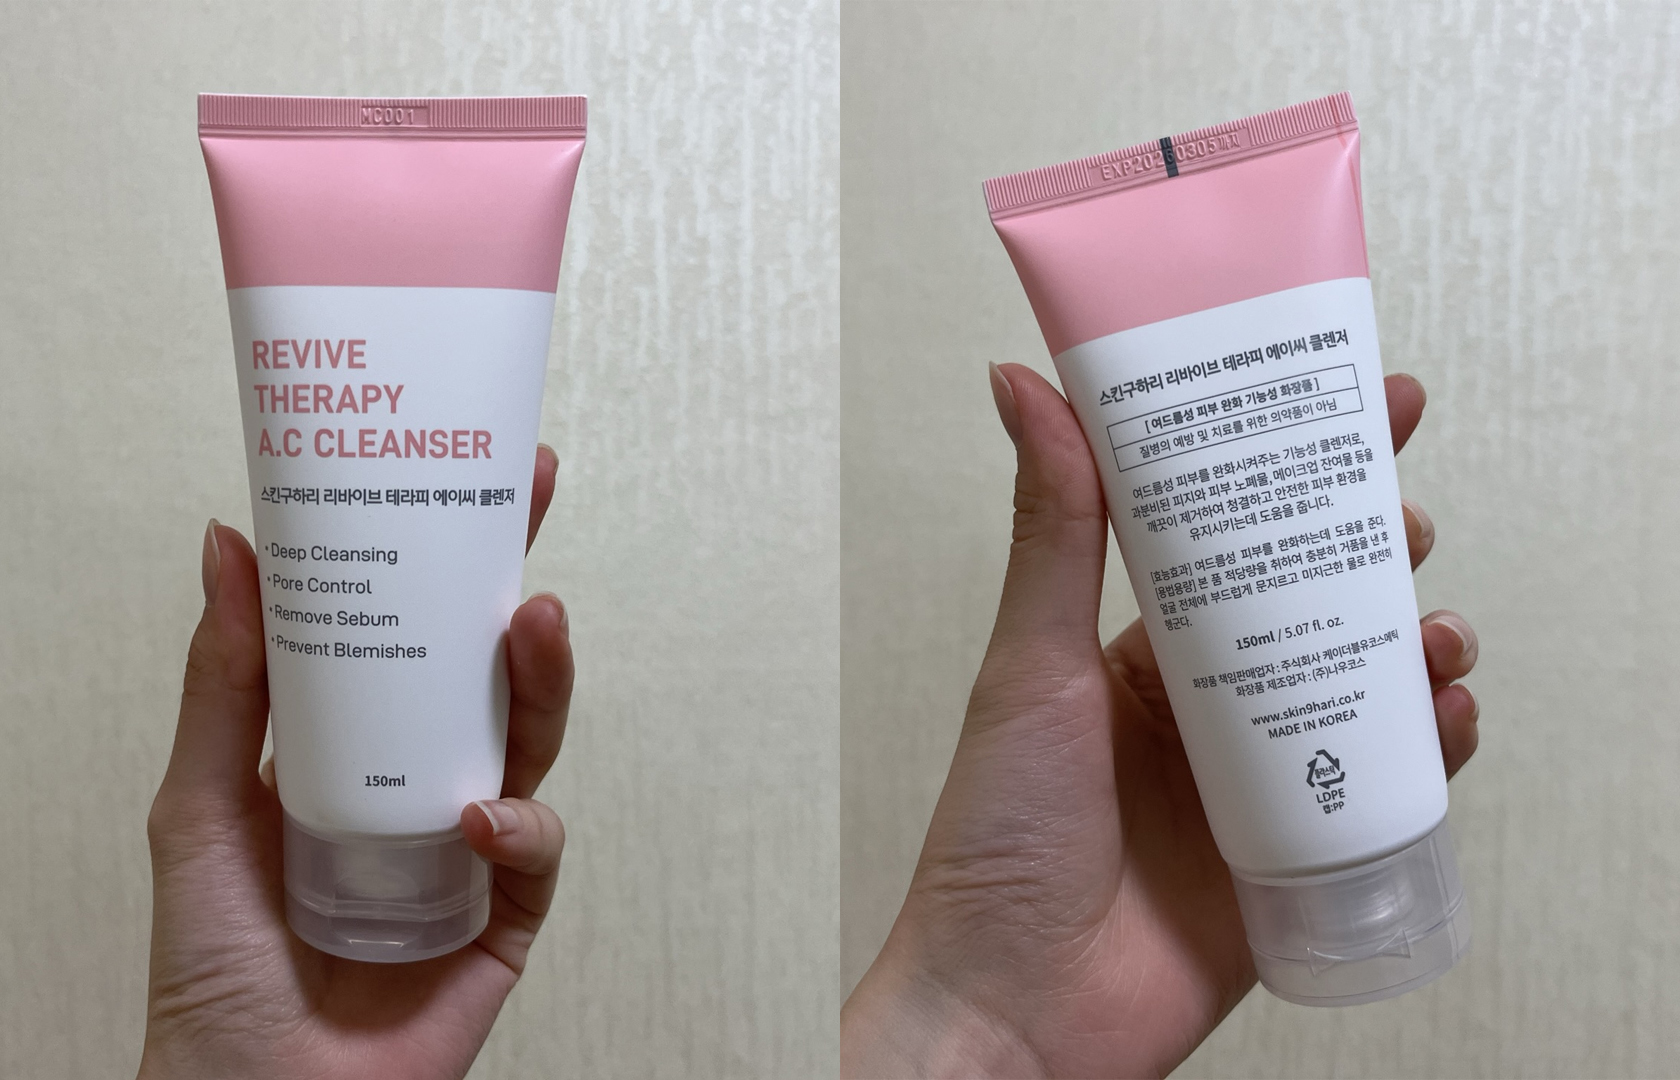 MC001
REVIVE
THERAPY
A.C CLEANSER
스킨구하리 리바이브 테라피 에이씨 클렌저
• Deep Cleansing
• Pore Control
• Remove Sebum
• Prevent Blemishes
150ml
EXP20260305까지
스킨구하리 리바이브 테라피 에이씨 클렌저
[ 여드름성 피부 완화 기능성 화장품 ]
질병의 예방 및 치료를 위한 의약품이 아님
여드름성 피부를 완화시켜주는 기능성 클렌저로,
과분비된 피지와 피부 노폐물, 메이크업 잔여물 등을
깨끗이 제거하여 청결하고 안전한 피부 환경을
유지시키는데 도움을 줍니다.
[효능효과] 여드름성 피부를 완화하는데 도움을 준다.
[용법용량] 본 품 적당량을 취하여 충분히 거품을 낸 후
얼굴 전체에 부드럽게 문지르고 미지근한 물로 완전히
헹군다.
150ml / 5.07 fl. oz.
화장품 책임판매업자 : 주식회사 케이더블유코스메틱
화장품 제조업자 : (주)나우코스
www.skin9hari.co.kr
MADE IN KOREA
플라스틱
LDPE
캡:PP